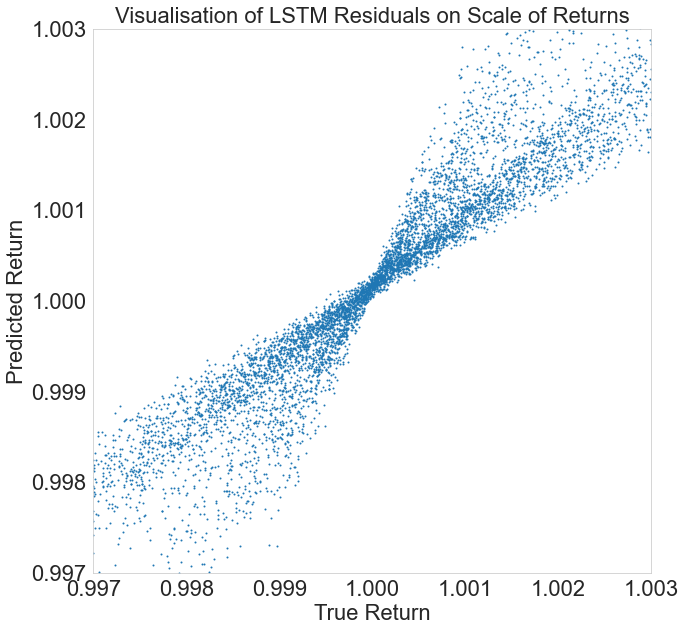 Visualisation of LSTM Residuals on Scale of Returns
1.003
1.002
1.001
1.000
0.999
0.998
0.997
Predicted Return
0.997 0.998 0.999 1.000 1.001 1.002 1.003
True Return